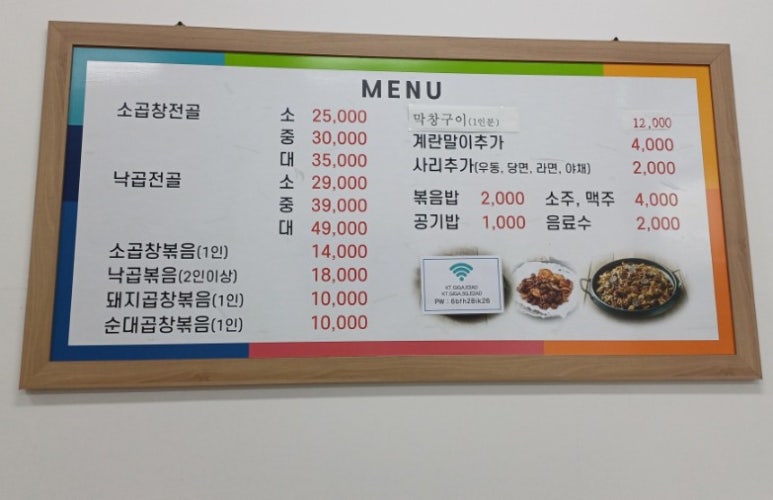 MENU
소곱창전골 소 25,000
중 30,000
대 35,000
낙곱전골 소 29,000
중 39,000
대 49,000
소곱창볶음(1인) 14,000
낙곱볶음(2인이상) 18,000
돼지곱창볶음(1인) 10,000
순대곱창볶음(1인) 10,000
막창구이(1인분) 12,000
계란말이추가 4,000
사리추가(우동, 당면, 라면, 야채) 2,000
볶음밥 2,000 소주, 맥주 4,000
공기밥 1,000 음료수 2,000